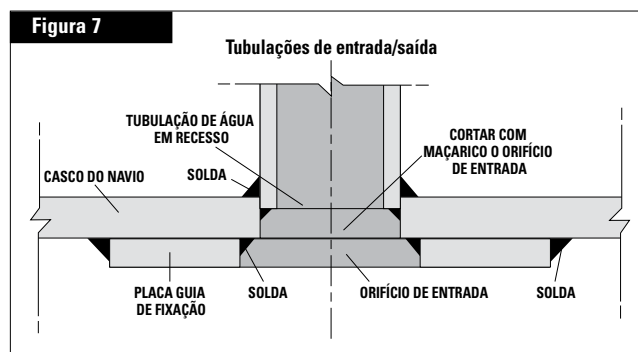 Figura 7
Tubulações de entrada/saída
TUBULAÇÃO DE ÁGUA
EM RECESSO
CORTAR COM
MAÇARICO O ORIFÍCIO
DE ENTRADA
CASCO DO NAVIO
SOLDA
PLACA GUIA
DE FIXAÇÃO
SOLDA
ORIFÍCIO DE ENTRADA
SOLDA